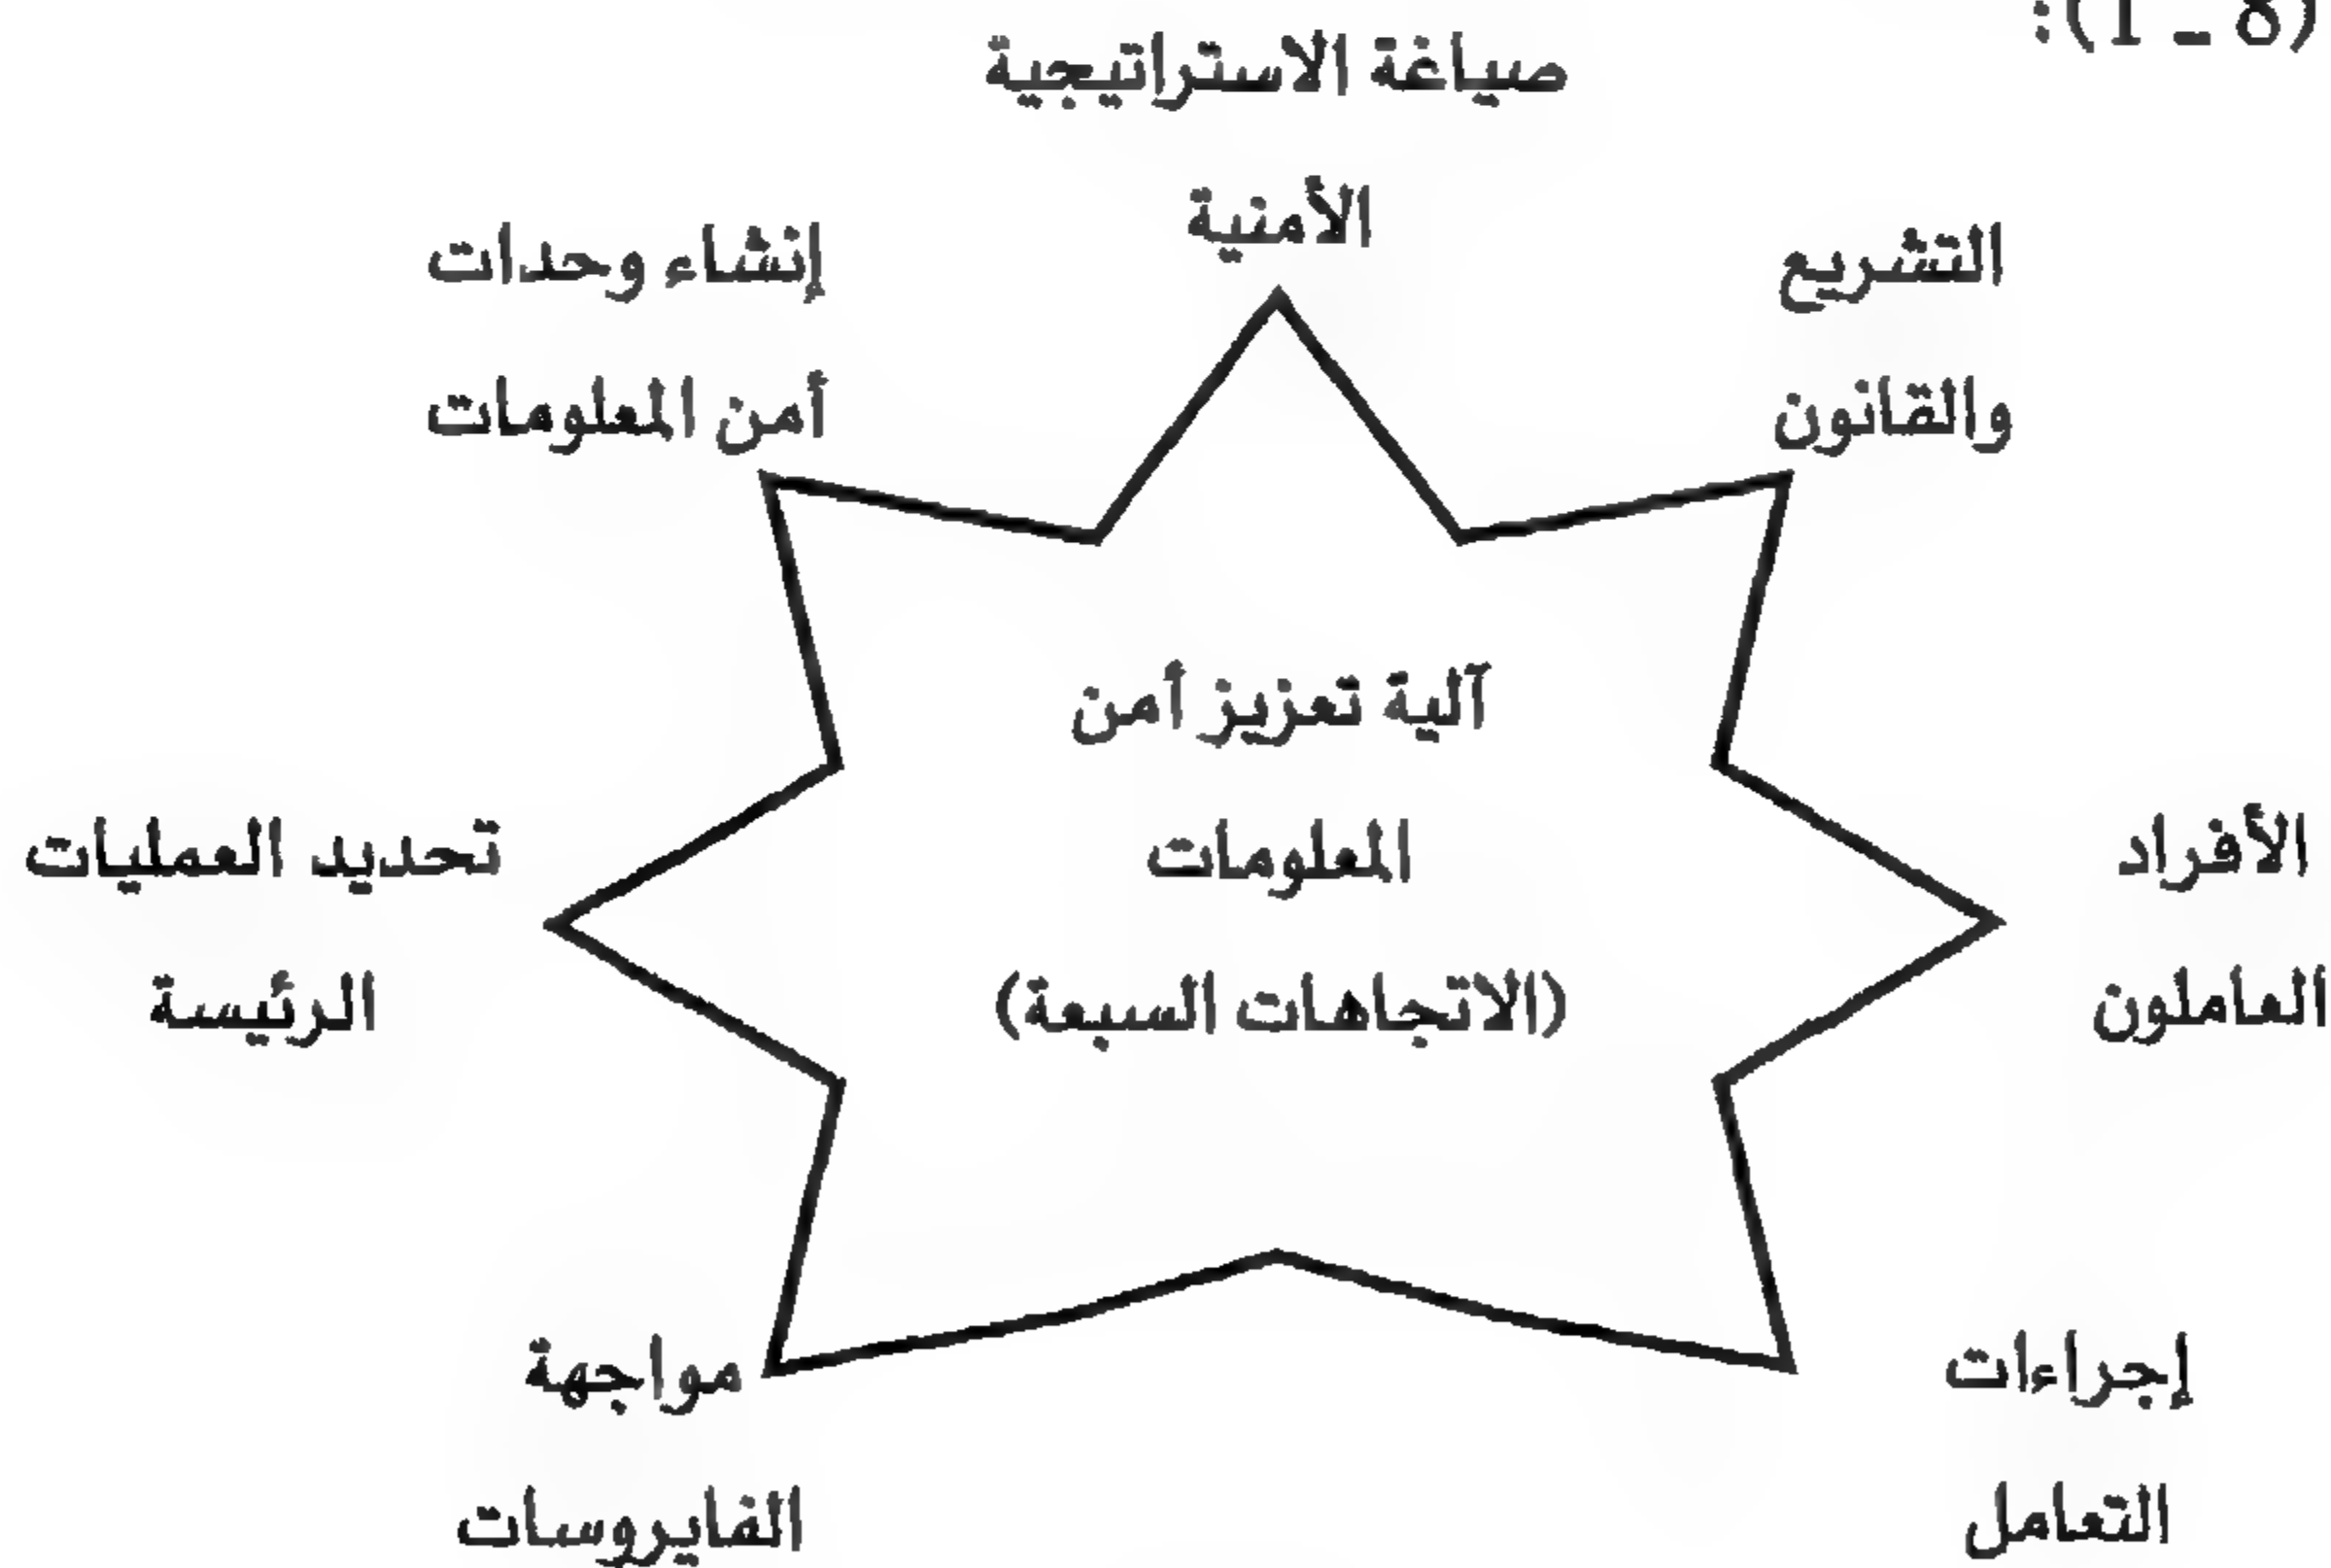 (8 ـ 1):
صياغة الاستراتيجية
الأمنية
التشريع
والقانون
إنشاء وحدات
أمن المعلومات
آلية تعزيز أمن
المعلومات
(الاتجاهات السبعة)
الأفراد
العاملون
تحديد العمليات
الرئيسة
إجراءات
التعامل
مواجهة
الفايروسات